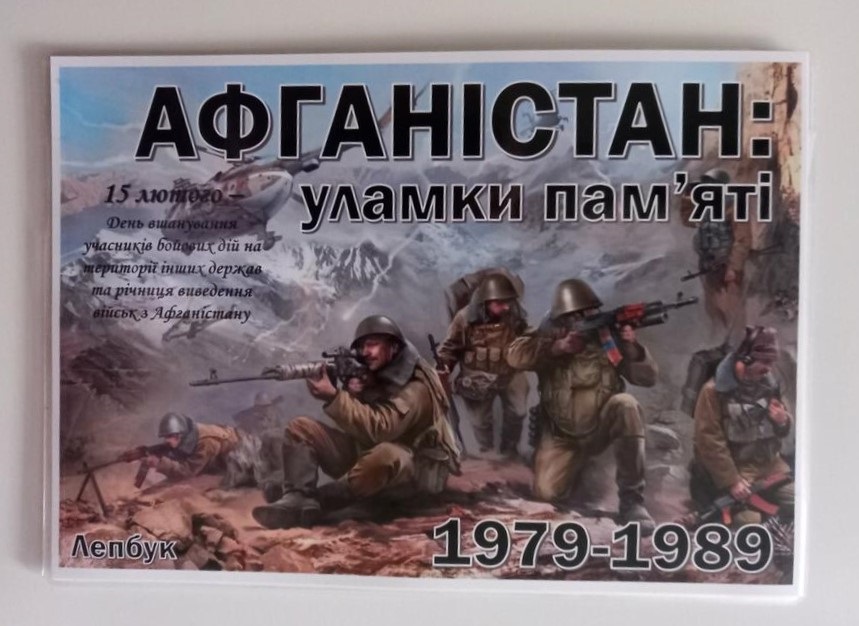 АФГАНІСТАН:
уламки пам'яті
15 лютого –
День вшанування
учасників бойових дій на
території інших держав
та річниця виведення
військ з Афганістану
Лепбук
1979-1989